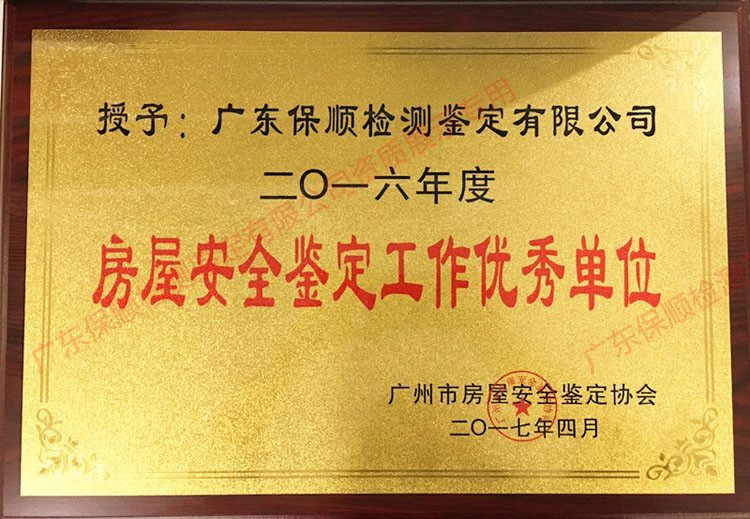 授予：广东保顺检测鉴定有限公司
二〇一六年度
房屋安全鉴定工作优秀单位
广州市房屋安全鉴定协会
二〇一七年四月